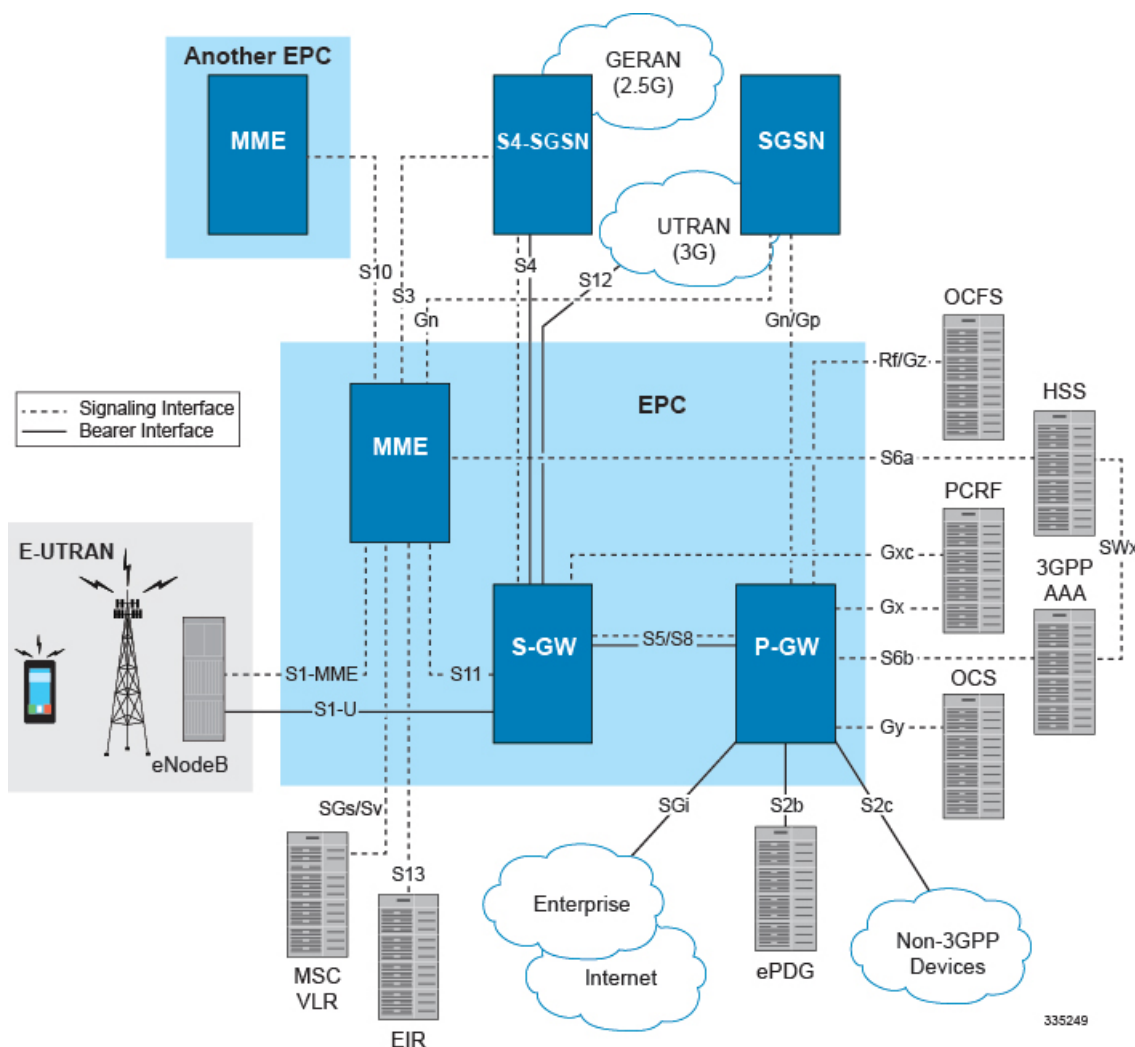 Another EPC
MME
GERAN
(2.5G)
S4-SGSN
SGSN
UTRAN
(3G)
S10
S3
Gn
S4
S12
Gn/Gp
OCFS
Rf/Gz
HSS
Signaling Interface
Bearer Interface
EPC
MME
S6a
PCRF
SWx
Gxc
3GPP
AAA
E-UTRAN
Gx
S-GW
S5/S8
P-GW
S6b
S1-MME
S11
OCS
S1-U
Gy
eNodeB
SGs/Sv
SGi
S2b
S2c
S13
Enterprise
Internet
Non-3GPP
Devices
MSC
VLR
ePDG
EIR
335249